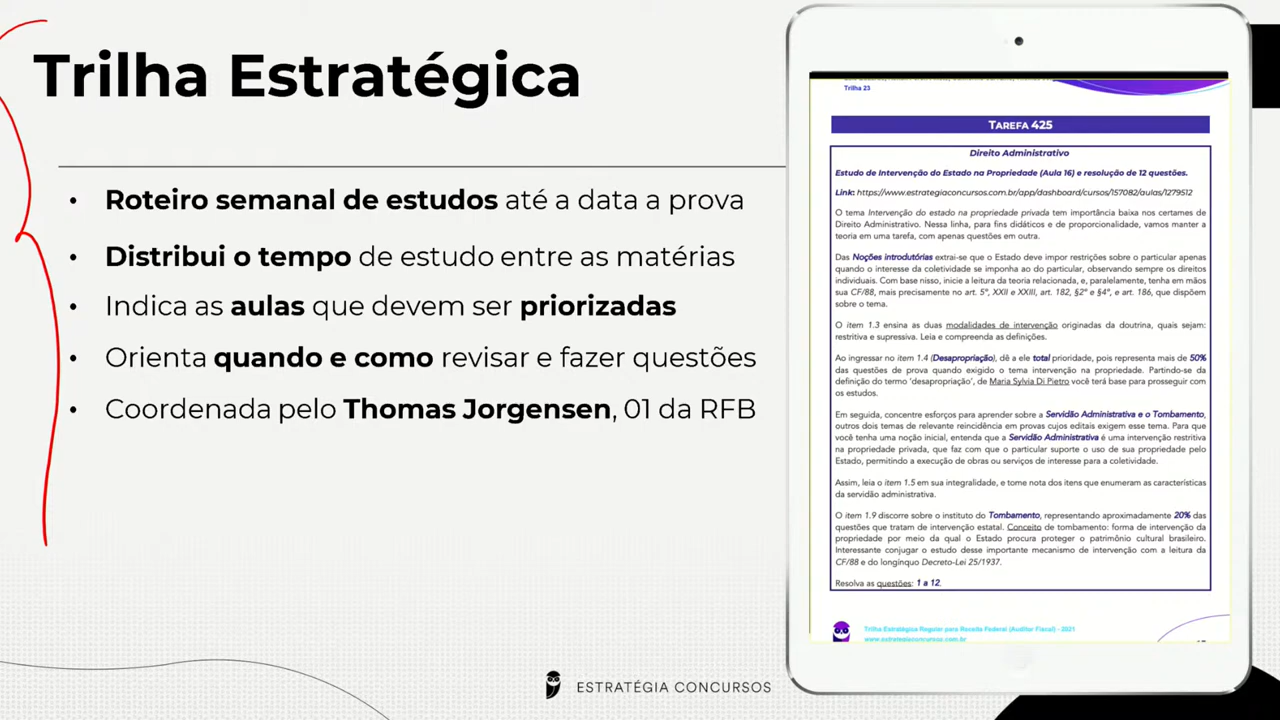 Trilha Estratégica
• Roteiro semanal de estudos até a data a prova
• Distribui o tempo de estudo entre as matérias
• Indica as aulas que devem ser priorizadas
• Orienta quando e como revisar e fazer questões
• Coordenada pelo Thomas Jorgensen, 01 da RFB
Trilha 23
TAREFA 425
Direito Administrativo
Estudo de Intervenção do Estado na Propriedade (Aula 16) e resolução de 12 questões.
Link: https://www.estrategiaconcursos.com.br/app/dashboard/cursos/157082/aulas/1279512
O tema Intervenção do estado na propriedade privada tem importância baixa nos certames de
Direito Administrativo. Nessa linha, para fins didáticos e de proporcionalidade, vamos manter a
teoria em uma tarefa, com apenas questões em outra.
Das Noções introdutórias extrai-se que o Estado deve impor restrições sobre o particular apenas
quando o interesse da coletividade se imponha ao do particular, observando sempre os direitos
individuais. Com base nisso, inicie a leitura da teoria relacionada, e, paralelamente, tenha em mãos
sua CF/88, mais precisamente no art. 5º, XXII e XXIII, art. 182, §2º e §4º, e art. 186, que dispõem
sobre o tema.
O item 1.3 ensina as duas modalidades de intervenção originadas da doutrina, quais sejam:
restritiva e supressiva. Leia e compreenda as definições.
Ao ingressar no item 1.4 (Desapropriação), dê a ele total prioridade, pois representa mais de 50%
das questões de prova quando exigido o tema intervenção na propriedade. Partindo-se da
definição do termo 'desapropriação', de Maria Sylvia Di Pietro você terá base para prosseguir com
os estudos.
Em seguida, concentre esforços para aprender sobre a Servidão Administrativa e o Tombamento,
outros dois temas de relevante reincidência em provas cujos editais exigem esse tema. Para que
você tenha uma noção inicial, entenda que a Servidão Administrativa é uma intervenção restritiva
na propriedade privada, que faz com que o particular suporte o uso de sua propriedade pelo
Estado, permitindo a execução de obras ou serviços de interesse para a coletividade.
Assim, leia o item 1.5 em sua integralidade, e tome nota dos itens que enumeram as características
da servidão administrativa.
O item 1.9 discorre sobre o instituto do Tombamento, representando aproximadamente 20% das
questões que tratam de intervenção estatal. Conceito de tombamento: forma de intervenção da
propriedade por meio da qual o Estado procura proteger o patrimônio cultural brasileiro.
Interessante conjugar o estudo desse importante mecanismo de intervenção com a leitura da
CF/88 e do longínquo Decreto-Lei 25/1937.
Resolva as questões: 1 a 12.
Trilha Estratégica Regular para Receita Federal (Auditor Fiscal) - 2021
www.estrategiaconcursos.com.br
ESTRATÉGIA CONCURSOS